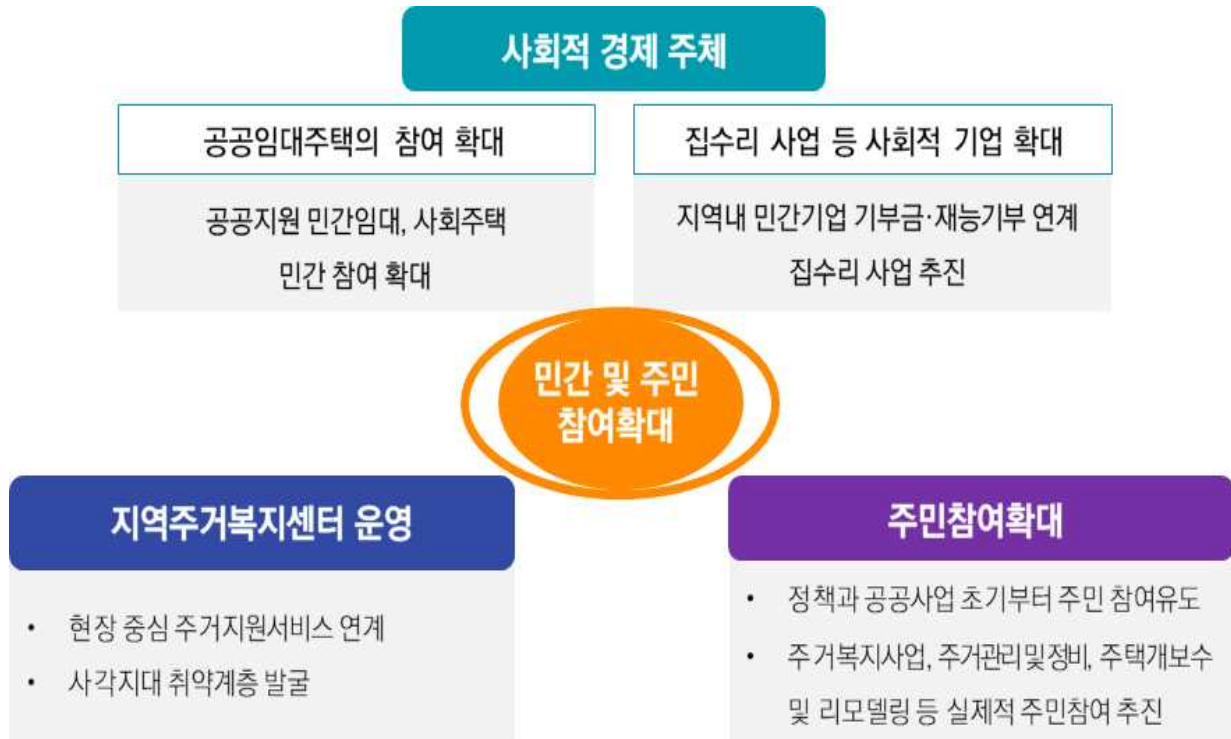 사회적 경제 주체
공공임대주택의 참여 확대
공공지원 민간임대, 사회주택
민간 참여 확대
집수리 사업 등 사회적 기업 확대
지역내 민간기업 기부금·재능기부 연계
집수리 사업 추진
민간 및 주민
참여확대
지역주거복지센터 운영
• 현장 중심 주거지원서비스 연계
• 사각지대 취약계층 발굴
주민참여확대
• 정책과 공공사업 초기부터 주민 참여유도
• 주거복지사업, 주거관리및정비, 주택개보수
및 리모델링 등 실제적 주민참여 추진